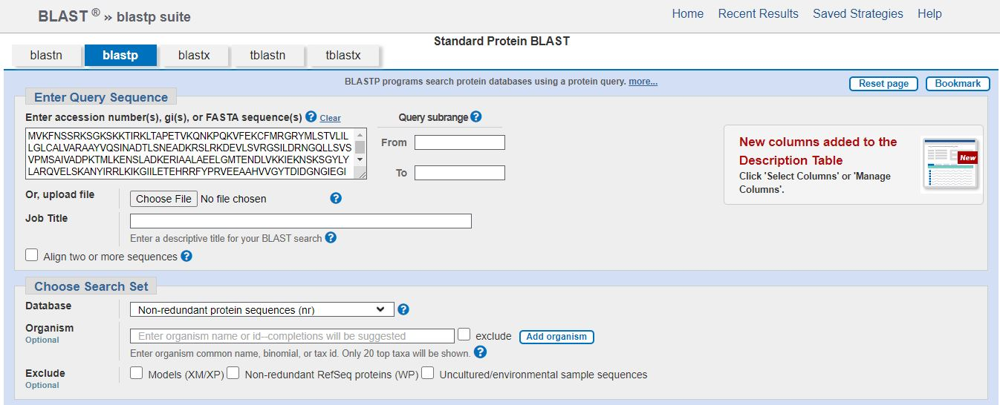 BLAST ® » blastp suite
Home Recent Results Saved Strategies Help
Standard Protein BLAST
blastn blastp blastx tblastn tblastx
BLASTP programs search protein databases using a protein query. more...
Reset page Bookmark
Enter Query Sequence
Enter accession number(s), gi(s), or FASTA sequence(s) ? Clear
Query subrange ?
MVKFNSSRKSGKSKKTIRKLTAPETVKQNKPQKVFEKCFMRGRYMLSTVLIL
LGLCALVARAAYVQSINADTLSNEADKRSLRKDEVLSVRGSILDRNGQLLSVS
VPMSAIVADPKTMLKENSLADKERIAALAEELGMTENDLVKKIEKNSKSGYLY
LARQVELSKANYIRRLKIKGIILETEHRRFYPRVEEAAHVVGYTDIDGNGIEGI
From
To
New columns added to the
Description Table
Click 'Select Columns' or 'Manage
Columns'.
New
Or, upload file
Choose File No file chosen ?
Job Title
Enter a descriptive title for your BLAST search ?
Align two or more sequences ?
Choose Search Set
Database
Non-redundant protein sequences (nr) ?
Organism
Optional
Enter organism name or id--completions will be suggested
exclude Add organism
Enter organism common name, binomial, or tax id. Only 20 top taxa will be shown. ?
Exclude
Optional
Models (XM/XP) Non-redundant RefSeq proteins (WP) Uncultured/environmental sample sequences